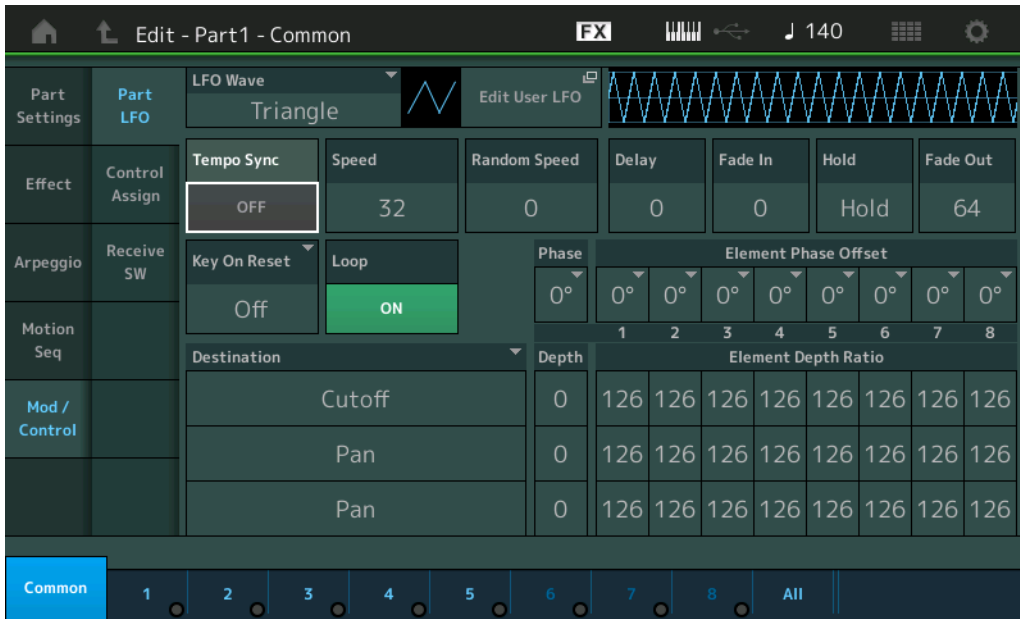 Edit - Part1 - Common FX 140
Part Settings
Effect
Arpeggio
Motion Seq
Mod / Control
Part LFO
Control Assign
Receive SW
LFO Wave
Triangle
Edit User LFO
Tempo Sync Speed Random Speed Delay Fade In Hold Fade Out
OFF 32 0 0 0 Hold 64
Key On Reset Loop Phase Element Phase Offset
Off ON 0° 0° 0° 0° 0° 0° 0° 0° 0°
1 2 3 4 5 6 7 8
Destination Depth Element Depth Ratio
Cutoff 0 126 126 126 126 126 126 126 126
Pan 0 126 126 126 126 126 126 126 126
Pan 0 126 126 126 126 126 126 126 126
Common 1 2 3 4 5 6 7 8 All